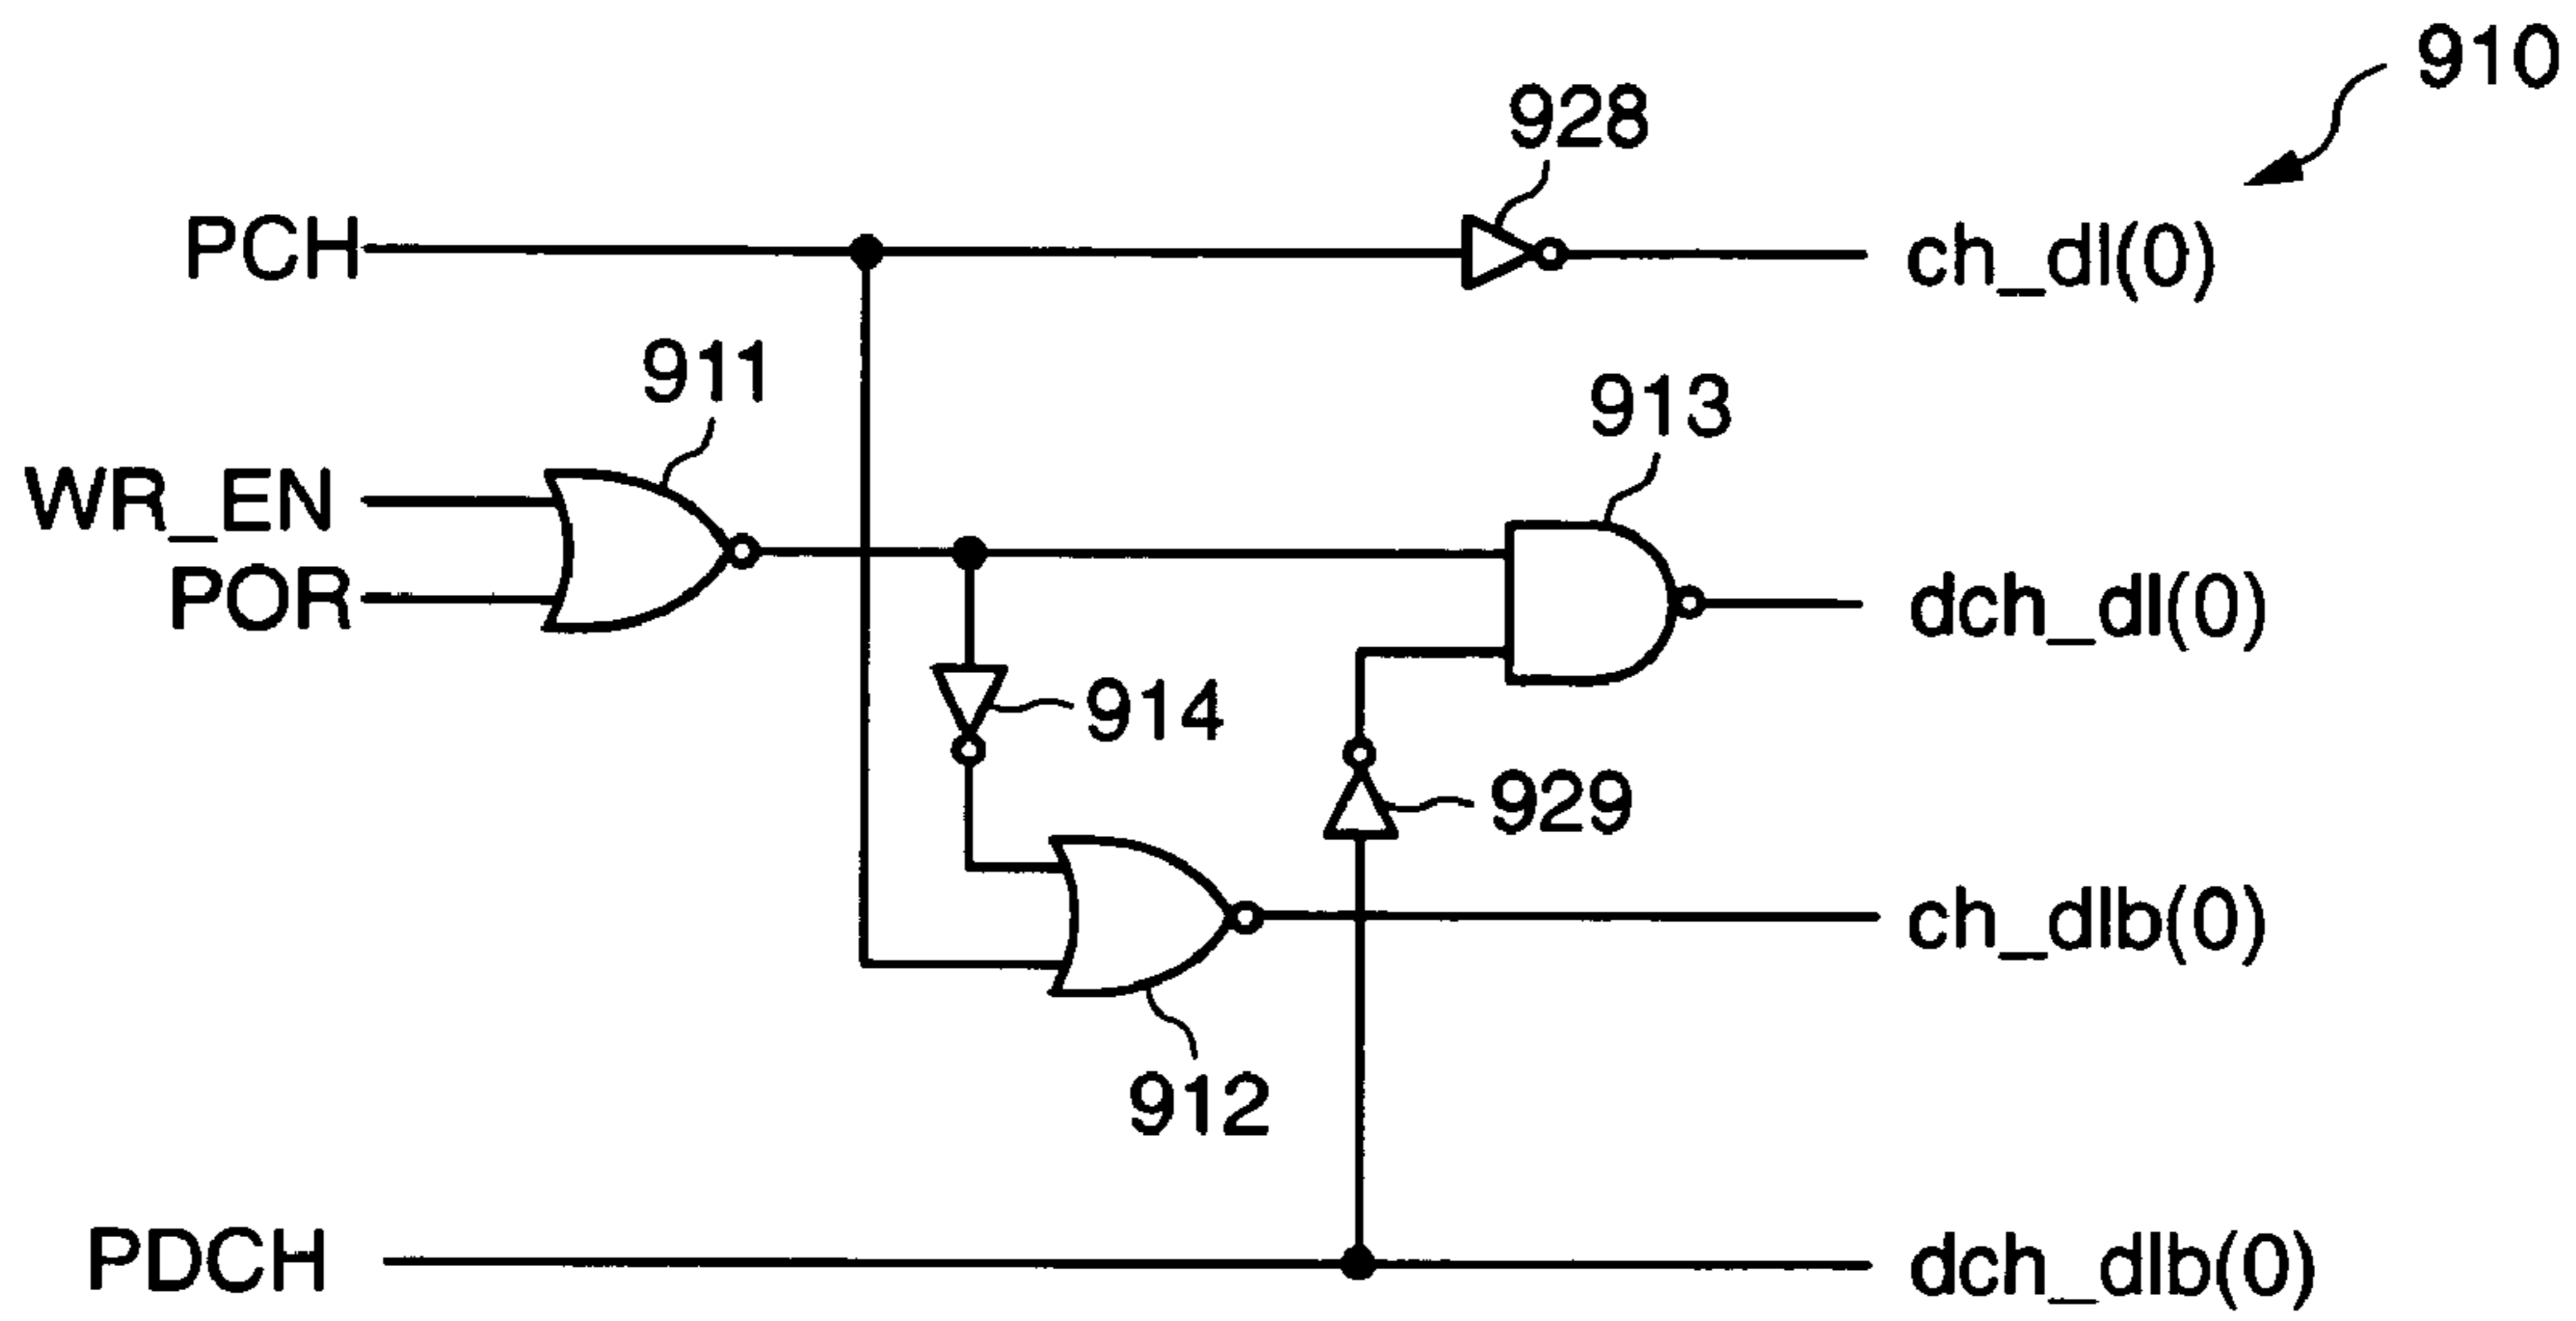 910
928
PCH
ch_dl(0)
911
913
WR_EN
POR
dch_dl(0)
914
929
ch_dlb(0)
912
PDCH
dch_dlb(0)